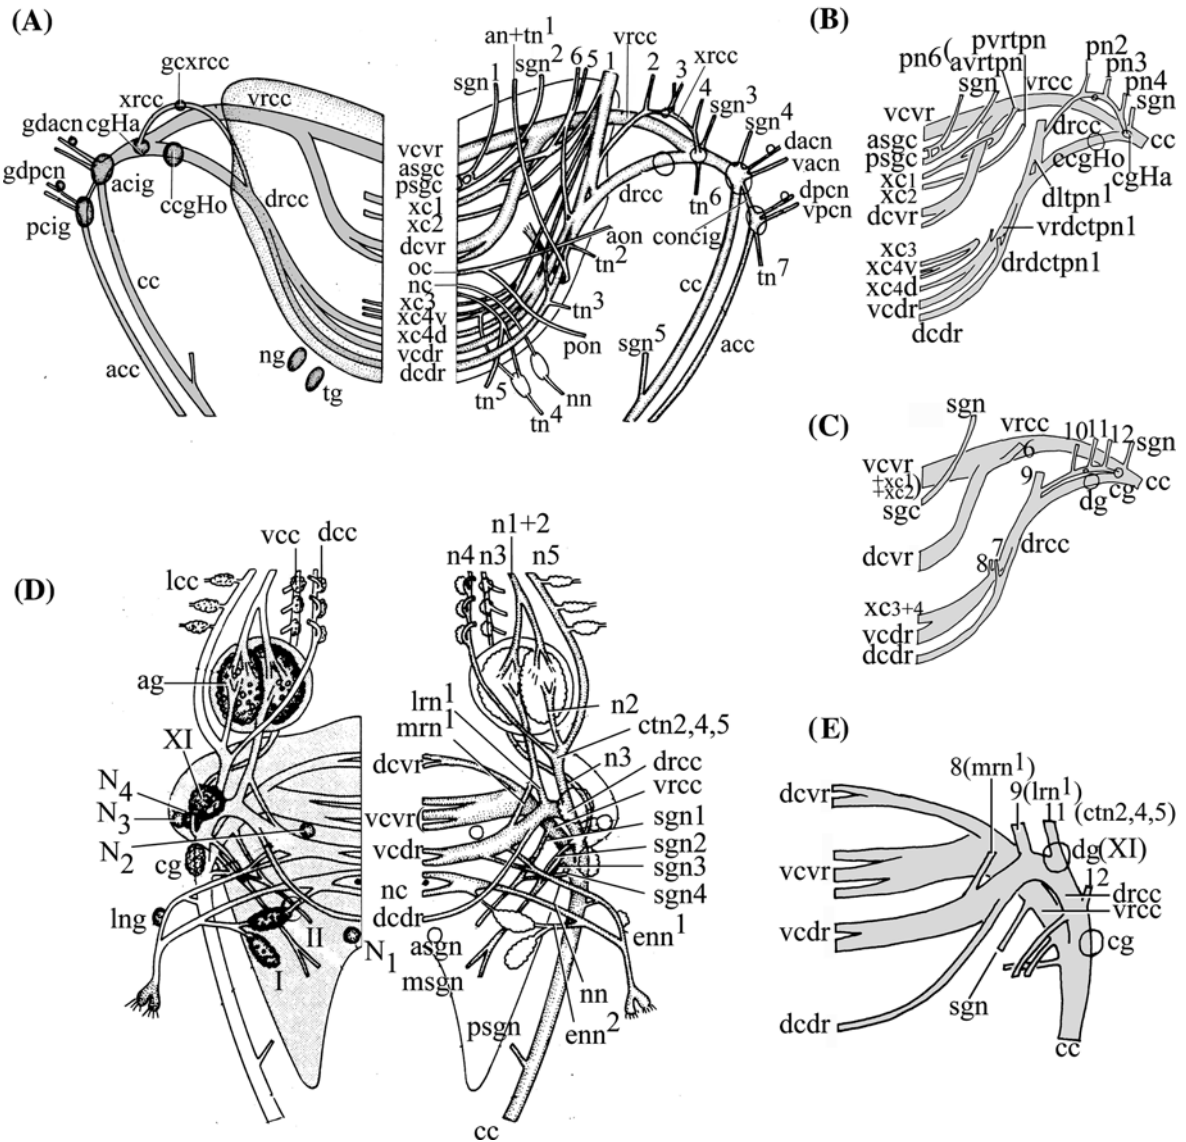 (A)
gcxrcc
xrcc
vrcc
gdacn
cgHa
gdpcn
acig
ccgHo
drcc
pcig
cc
acc
ng
tg
an+tn1
sgn2
sgn1
6
5
1
vrcc
2
xrcc
3
4
sgn3
sgn4
dacn
vacn
dpcn
vpcn
vcvr
asgc
psgc
xc1
xc2
dcvr
oc
nc
xc3
xc4v
xc4d
vcdr
dcdr
drcc
tn6
concig
tn7
aon
tn2
tn3
pon
cc
acc
sgn5
tn5
tn4
nn
(B)
pvrtpn
pn6(
avrtpn
sgn
vrcc
pn2
pn3
pn4
sgn
vcvr
asgc
psgc
xc1
xc2
dcvr
drcc
cc
ccgHo
cgHa
dltpn1
vrdctpn1
drdctpn1
xc3
xc4v
xc4d
vcdr
dcdr
(C)
sgn
vrcc
10
11
12
sgn
6
vcvr
+xc1)
+xc2)
sgc
9
dg
cg
cc
dcvr
7
8
drcc
xc3+4
vcdr
dcdr
(D)
vcc
dcc
lcc
ag
XI
N4
N3
N2
cg
lng
II
I
N1
n1+2
n4
n3
n5
lrn1
mrn1
n2
ctn2,4,5
n3
drcc
vrcc
dcvr
vcvr
vcdr
nc
dcdr
sgn1
sgn2
sgn3
sgn4
asgn
msgn
psgn
enn1
nn
enn2
cc
(E)
8(mrn1)
9(lrn1)
11
(ctn2,4,5)
dcvr
dg(XI)
vcvr
12
drcc
vrcc
vcdr
cg
sgn
dcdr
cc